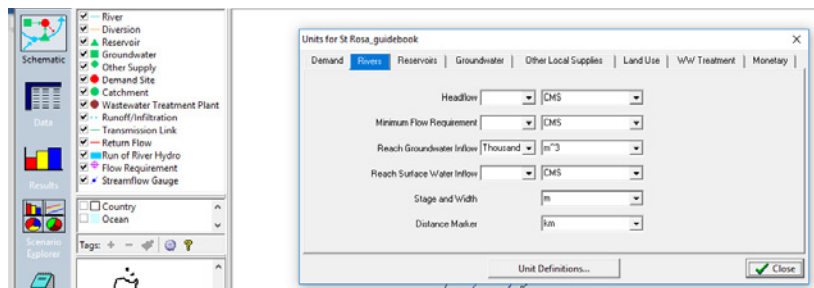 Schematic
Data
Results
Scenario
Explorer
River
Diversion
Reservoir
Groundwater
Other Supply
Demand Site
Catchment
Wastewater Treatment Plant
Runoff/Infiltration
Transmission Link
Return Flow
Run of River Hydro
Flow Requirement
Streamflow Gauge
Country
Ocean
Tags: + −
Units for St Rosa_guidebook
Demand Rivers Reservoirs Groundwater Other Local Supplies Land Use WW Treatment Monetary
Headflow CMS
Minimum Flow Requirement CMS
Reach Groundwater Inflow Thousand m^3
Reach Surface Water Inflow CMS
Stage and Width m
Distance Marker km
Unit Definitions...
Close